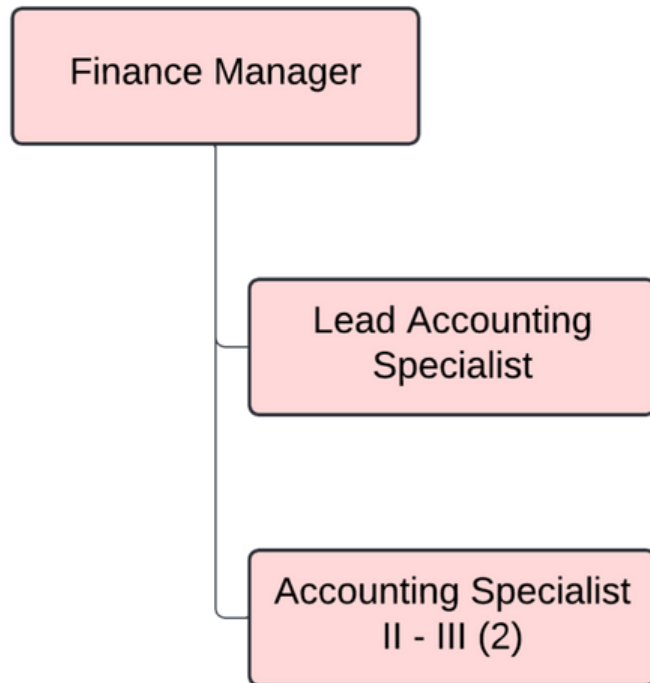 Finance Manager
Lead Accounting
Specialist
Accounting Specialist
II - III (2)